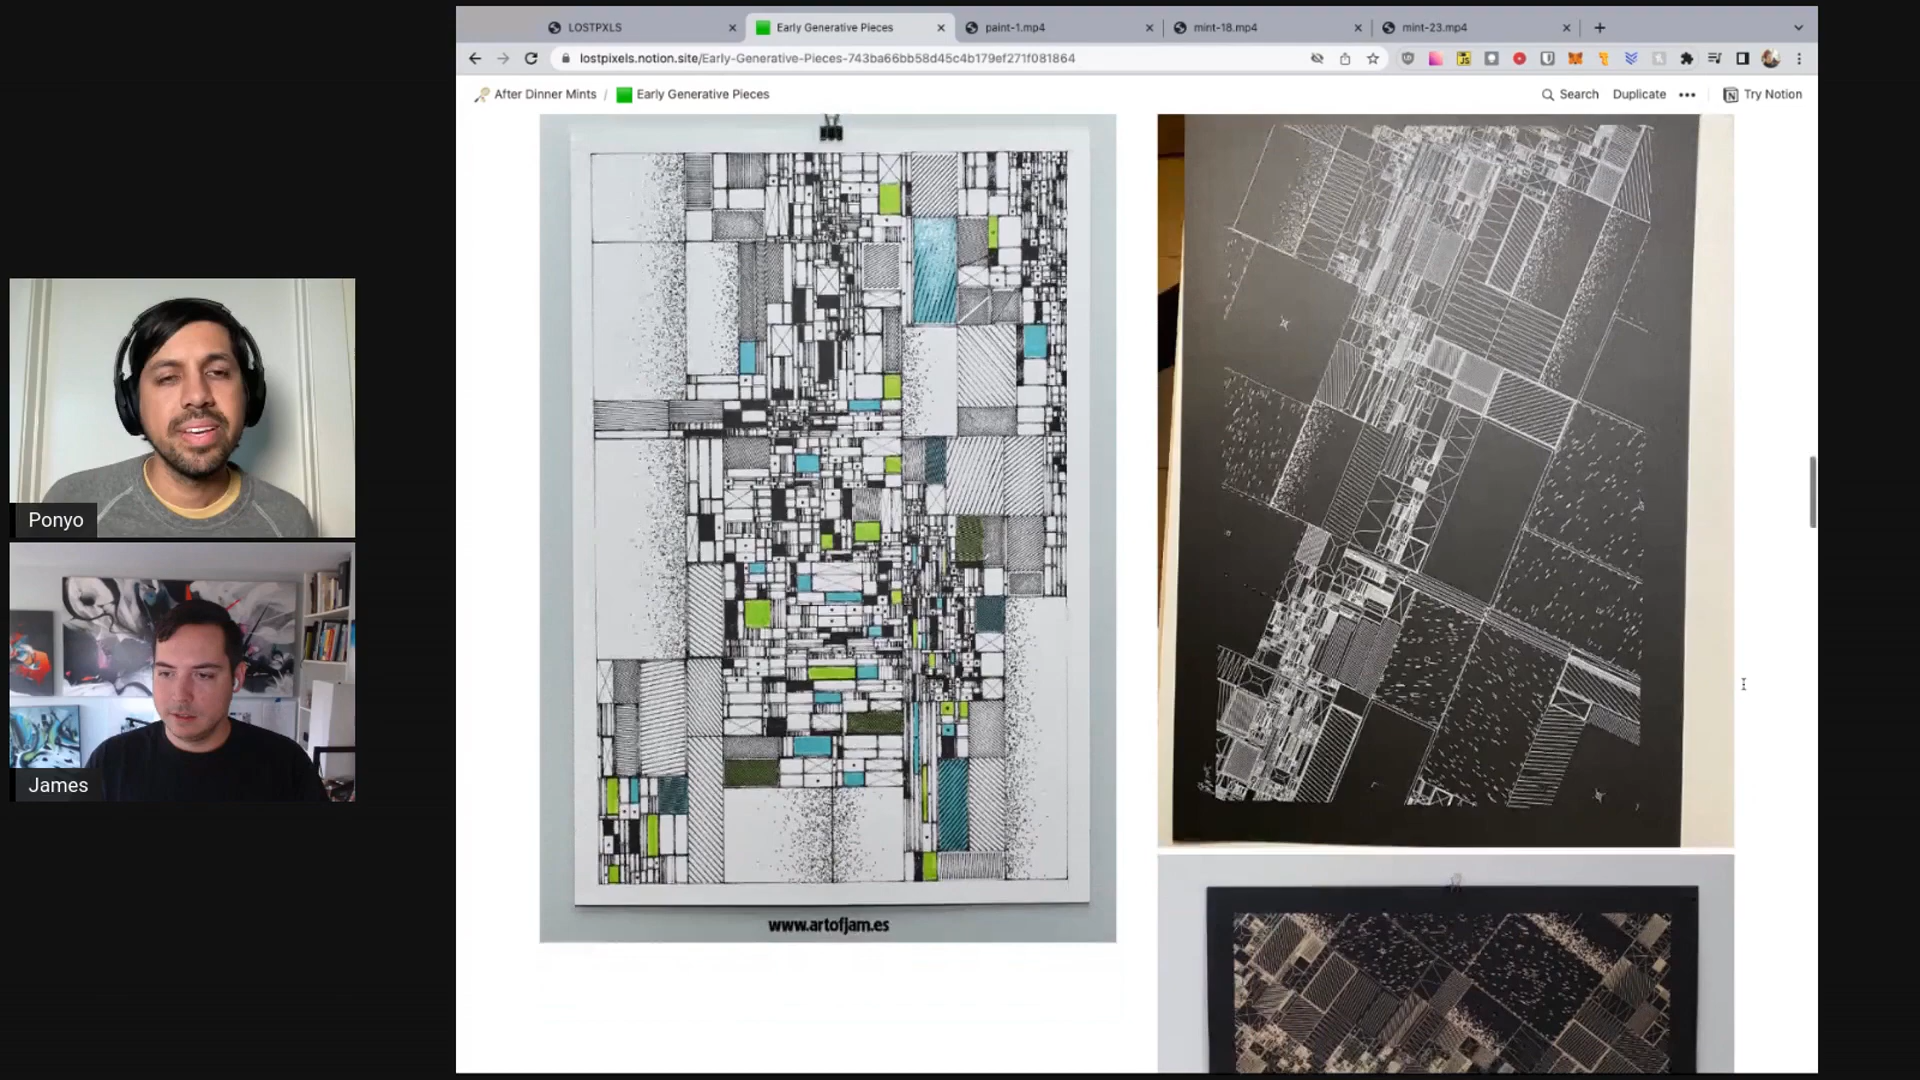 LOSTPXLS
Early Generative Pieces
paint-1.mp4
mint-18.mp4
mint-23.mp4
lostpixels.notion.site/Early-Generative-Pieces-743ba66bb58d45c4b179ef271f081864
After Dinner Mints / Early Generative Pieces
Search
Duplicate
Try Notion
www.artofjam.es
Ponyo
James